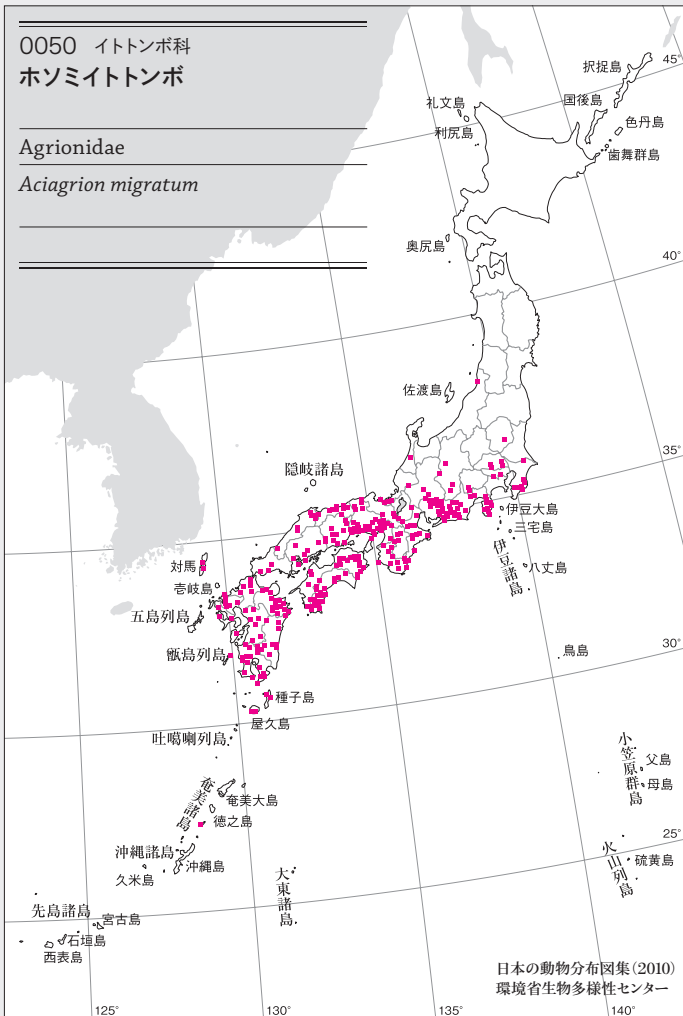 0050 イトトンボ科
ホソミイトトンボ
Agrionidae
Aciagrion migratum
45°
択捉島
国後島
礼文島
色丹島
利尻島
歯舞群島
奥尻島
40°
佐渡島
35°
隠岐諸島
伊豆大島
三宅島
伊豆諸島
八丈島
対馬
壱岐島
五島列島
甑島列島
鳥島
30°
種子島
屋久島
吐噶喇列島
小笠原群島
父島
母島
奄美諸島
奄美大島
徳之島
25°
沖縄諸島
沖縄島
久米島
火山列島
硫黄島
大東諸島
先島諸島
宮古島
石垣島
西表島
日本の動物分布図集(2010)
環境省生物多様性センター
125°
130°
135°
140°